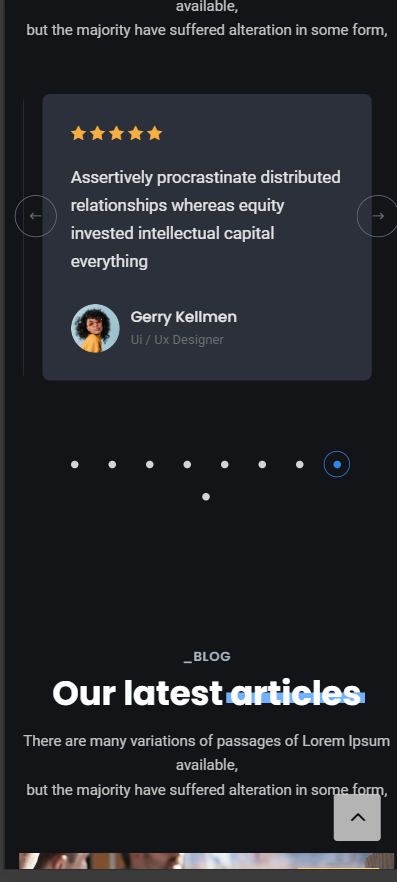 available,
but the majority have suffered alteration in some form,
Assertively procrastinate distributed
relationships whereas equity
invested intellectual capital
everything
Gerry Kellmen
Ui / Ux Designer
_BLOG
Our latest articles
There are many variations of passages of Lorem Ipsum
available,
but the majority have suffered alteration in some form,